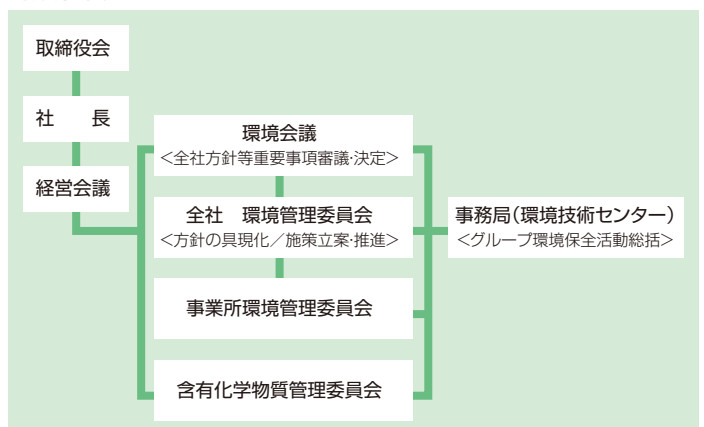 取締役会
社　　長
経営会議
環境会議
<全社方針等重要事項審議・決定>
全社　環境管理委員会
<方針の具現化／施策立案・推進>
事業所環境管理委員会
含有化学物質管理委員会
事務局（環境技術センター）
<グループ環境保全活動総括>